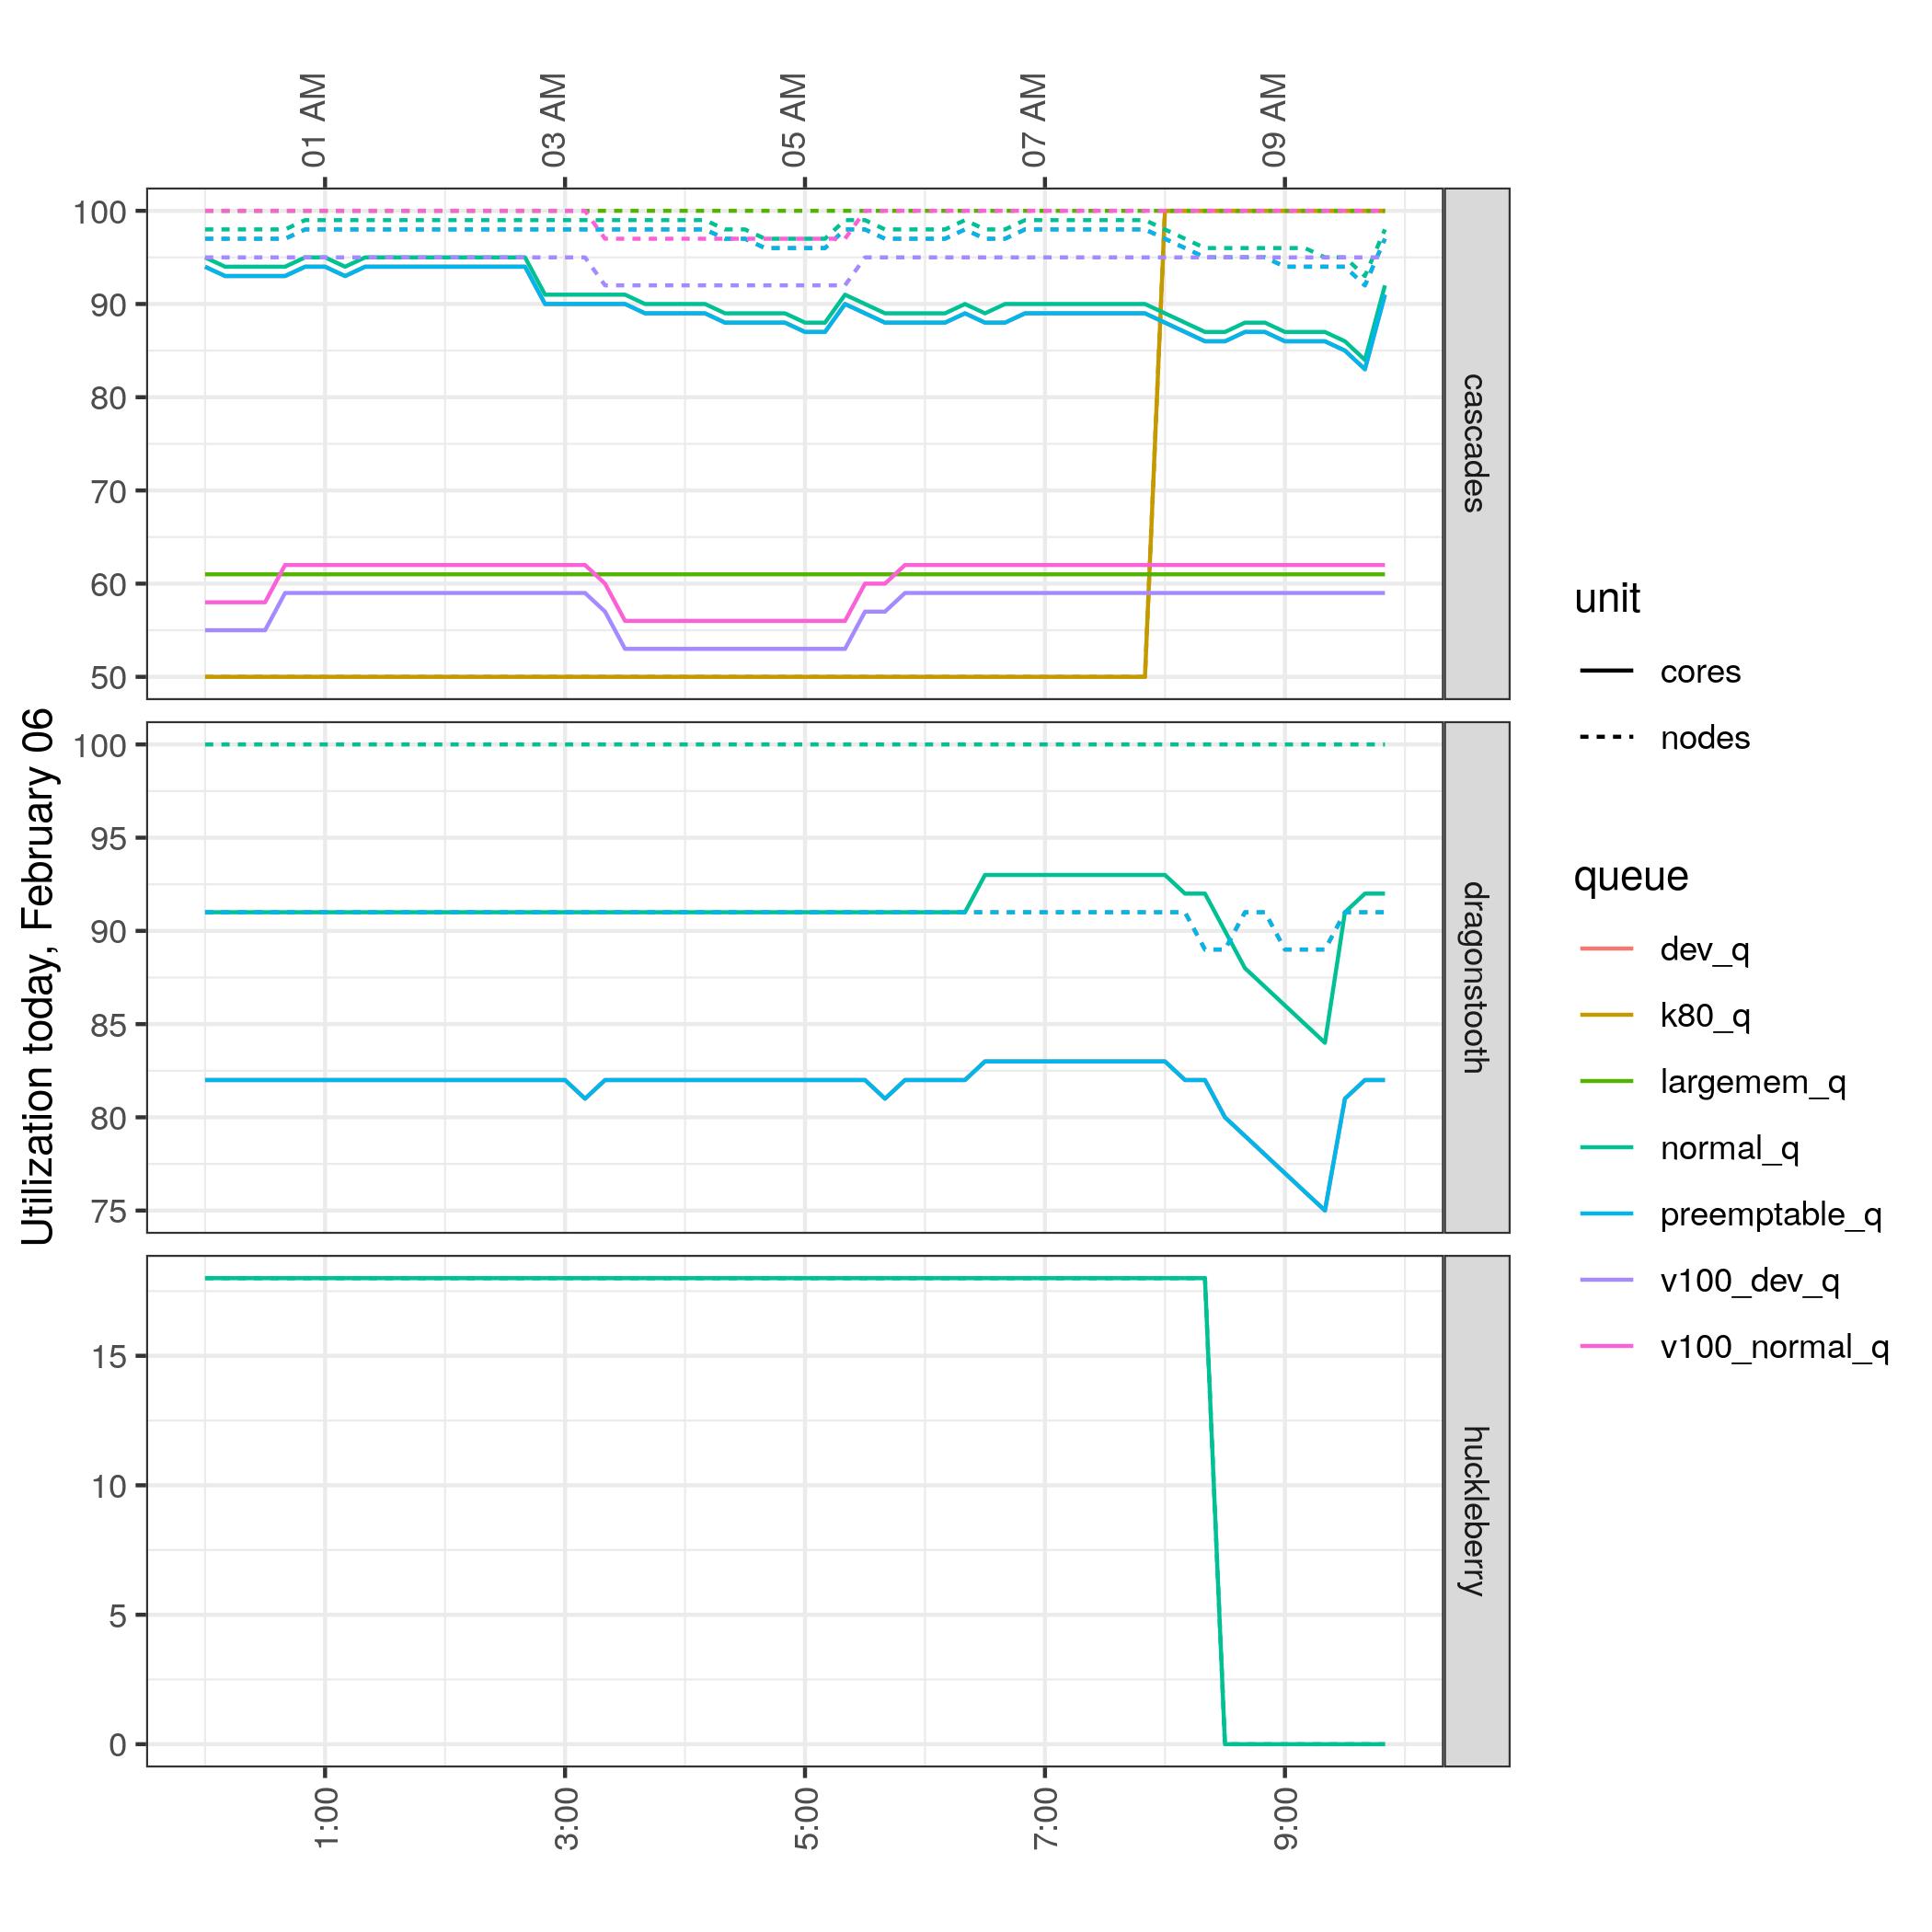 01 AM
03 AM
05 AM
07 AM
09 AM
100
90
80
70
60
50
cascades
100
95
90
85
80
75
dragonstooth
15
10
5
0
huckleberry
1:00
3:00
5:00
7:00
9:00
Utilization today, February 06
unit
cores
nodes
queue
dev_q
k80_q
largemem_q
normal_q
preemptable_q
v100_dev_q
v100_normal_q